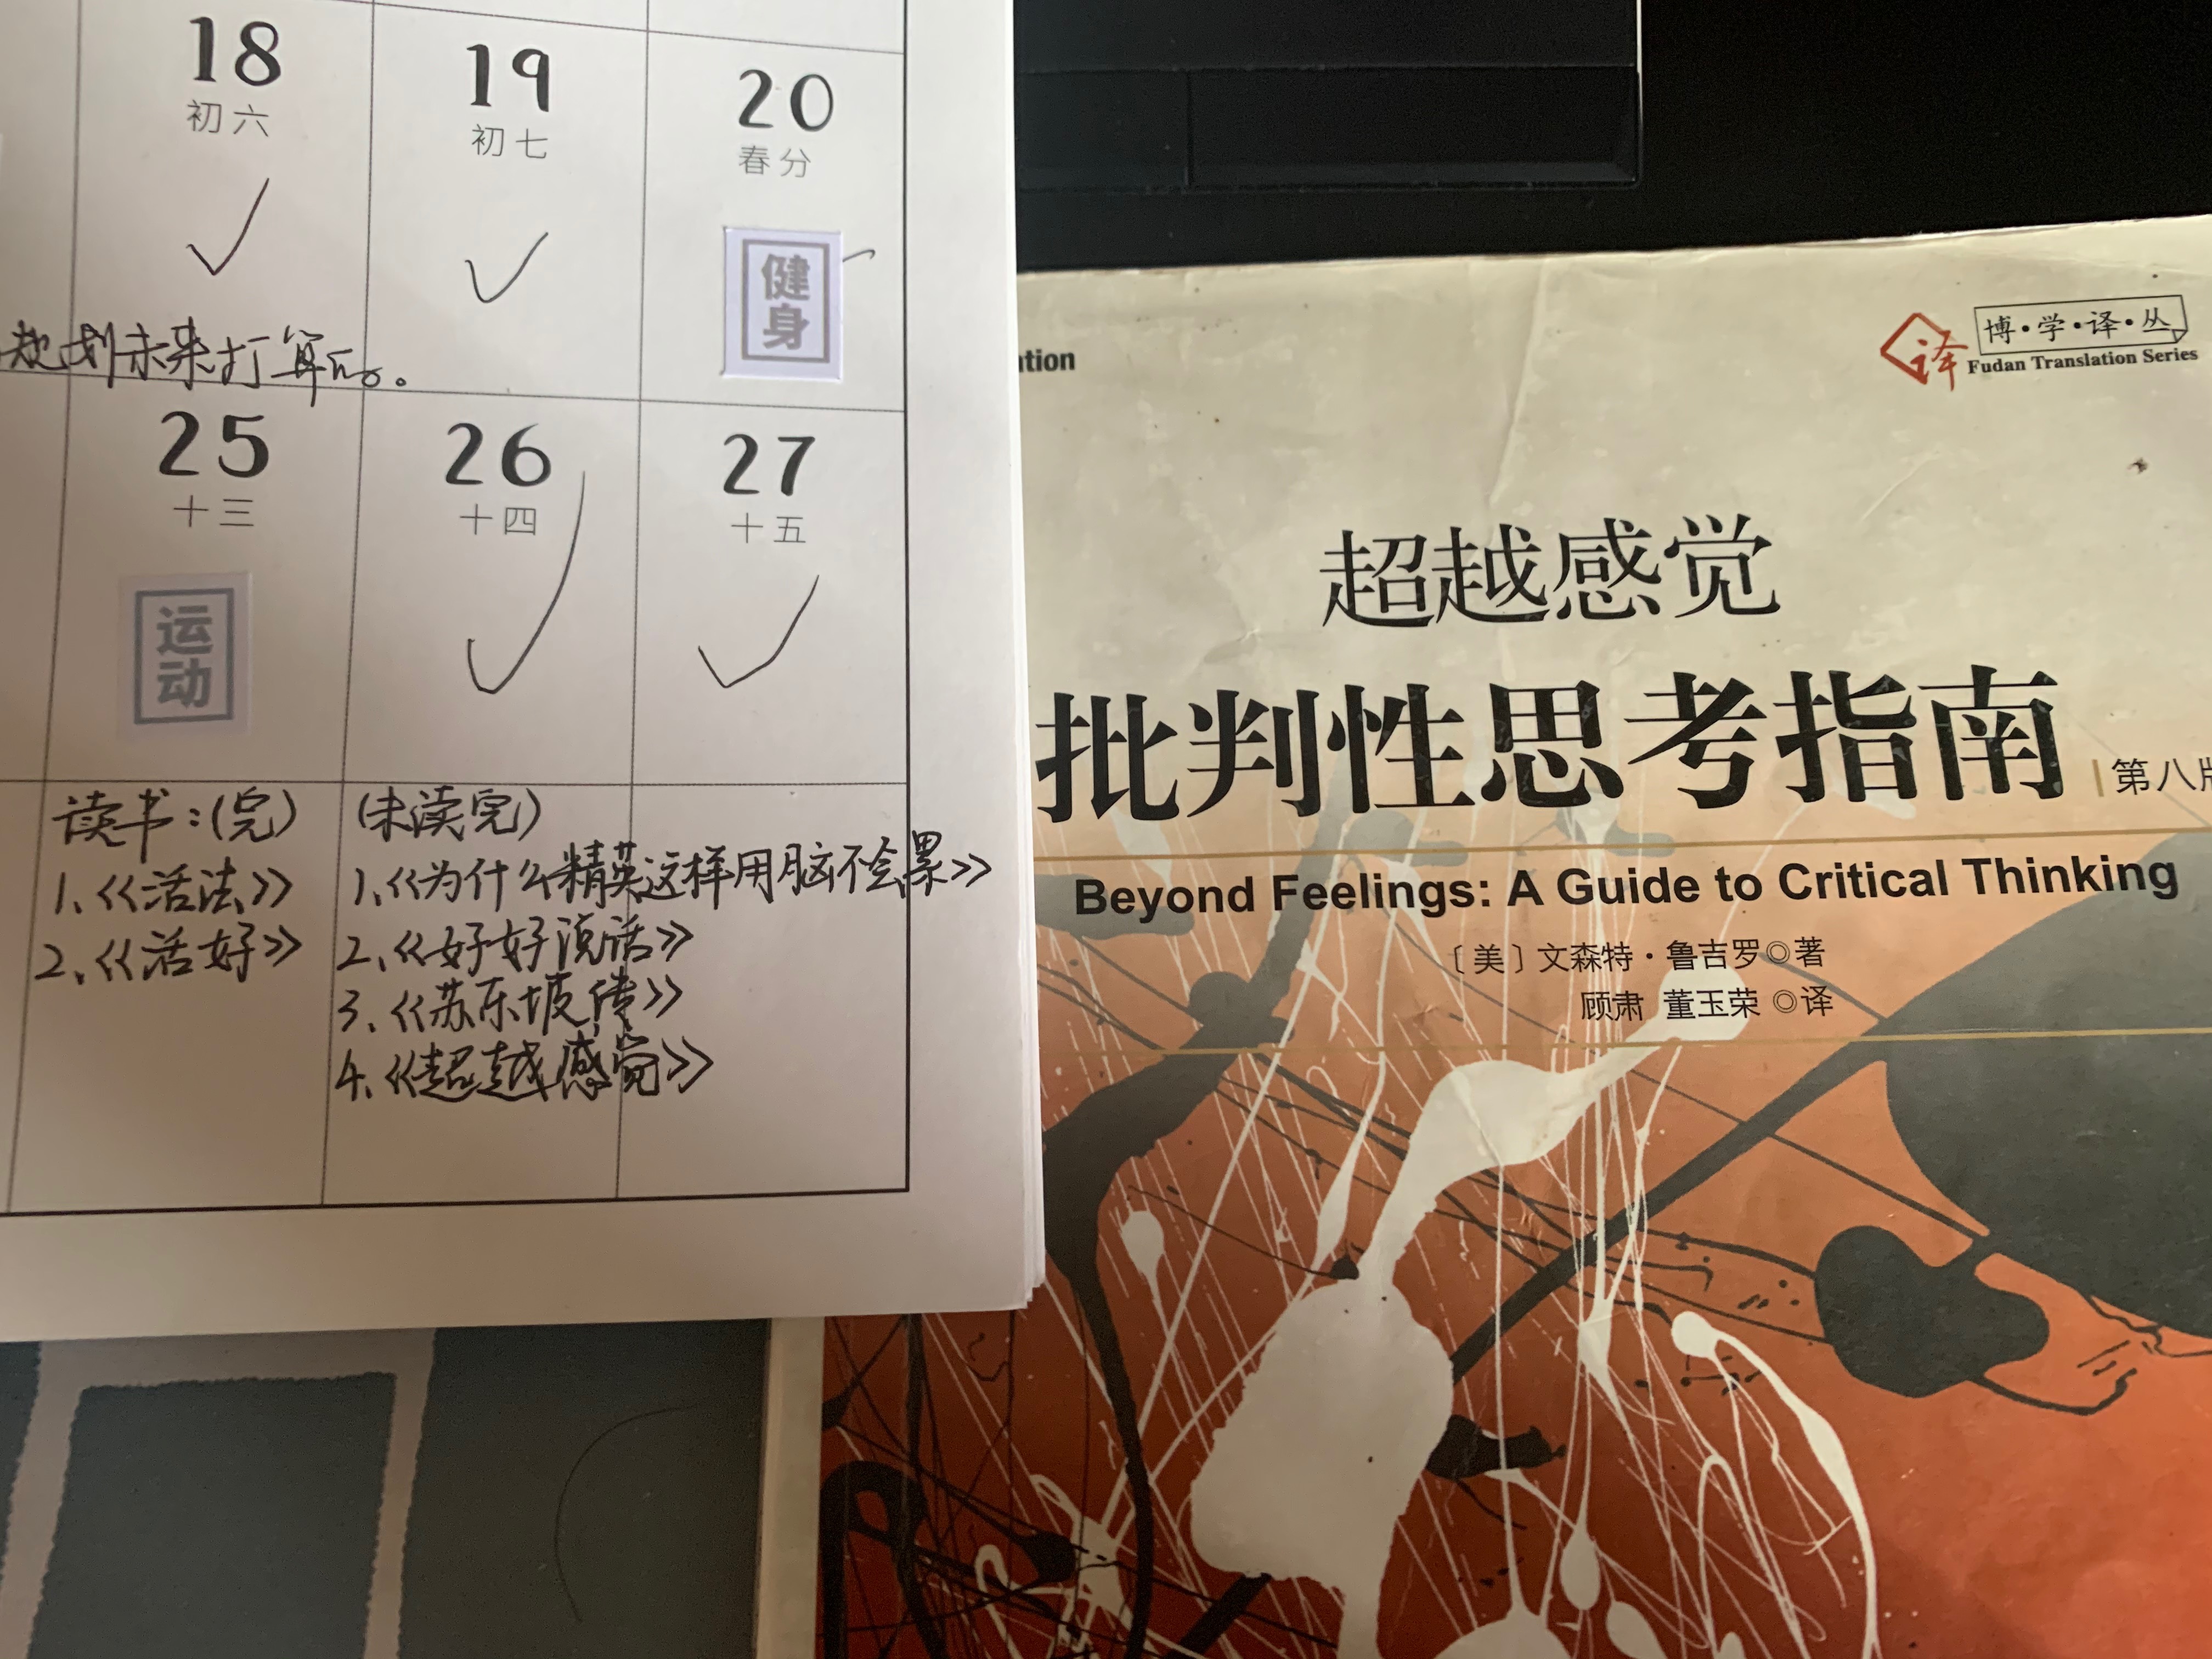 18
初六
19
初七
20
春分
健身
规划未来打算
25
十三
26
十四
27
十五
运动
读书：(完)
1、《活法》
2、《活好》
(未读完)
1、《为什么精英这样用脑不会累》
2、《好好说话》
3、《苏东坡传》
4、《超越感觉》
tion
译
博·学·译·丛
Fudan Translation Series
超越感觉
批判性思考指南
第八版
Beyond Feelings: A Guide to Critical Thinking
〔美〕文森特·鲁吉罗◎著
顾肃 董玉荣◎译